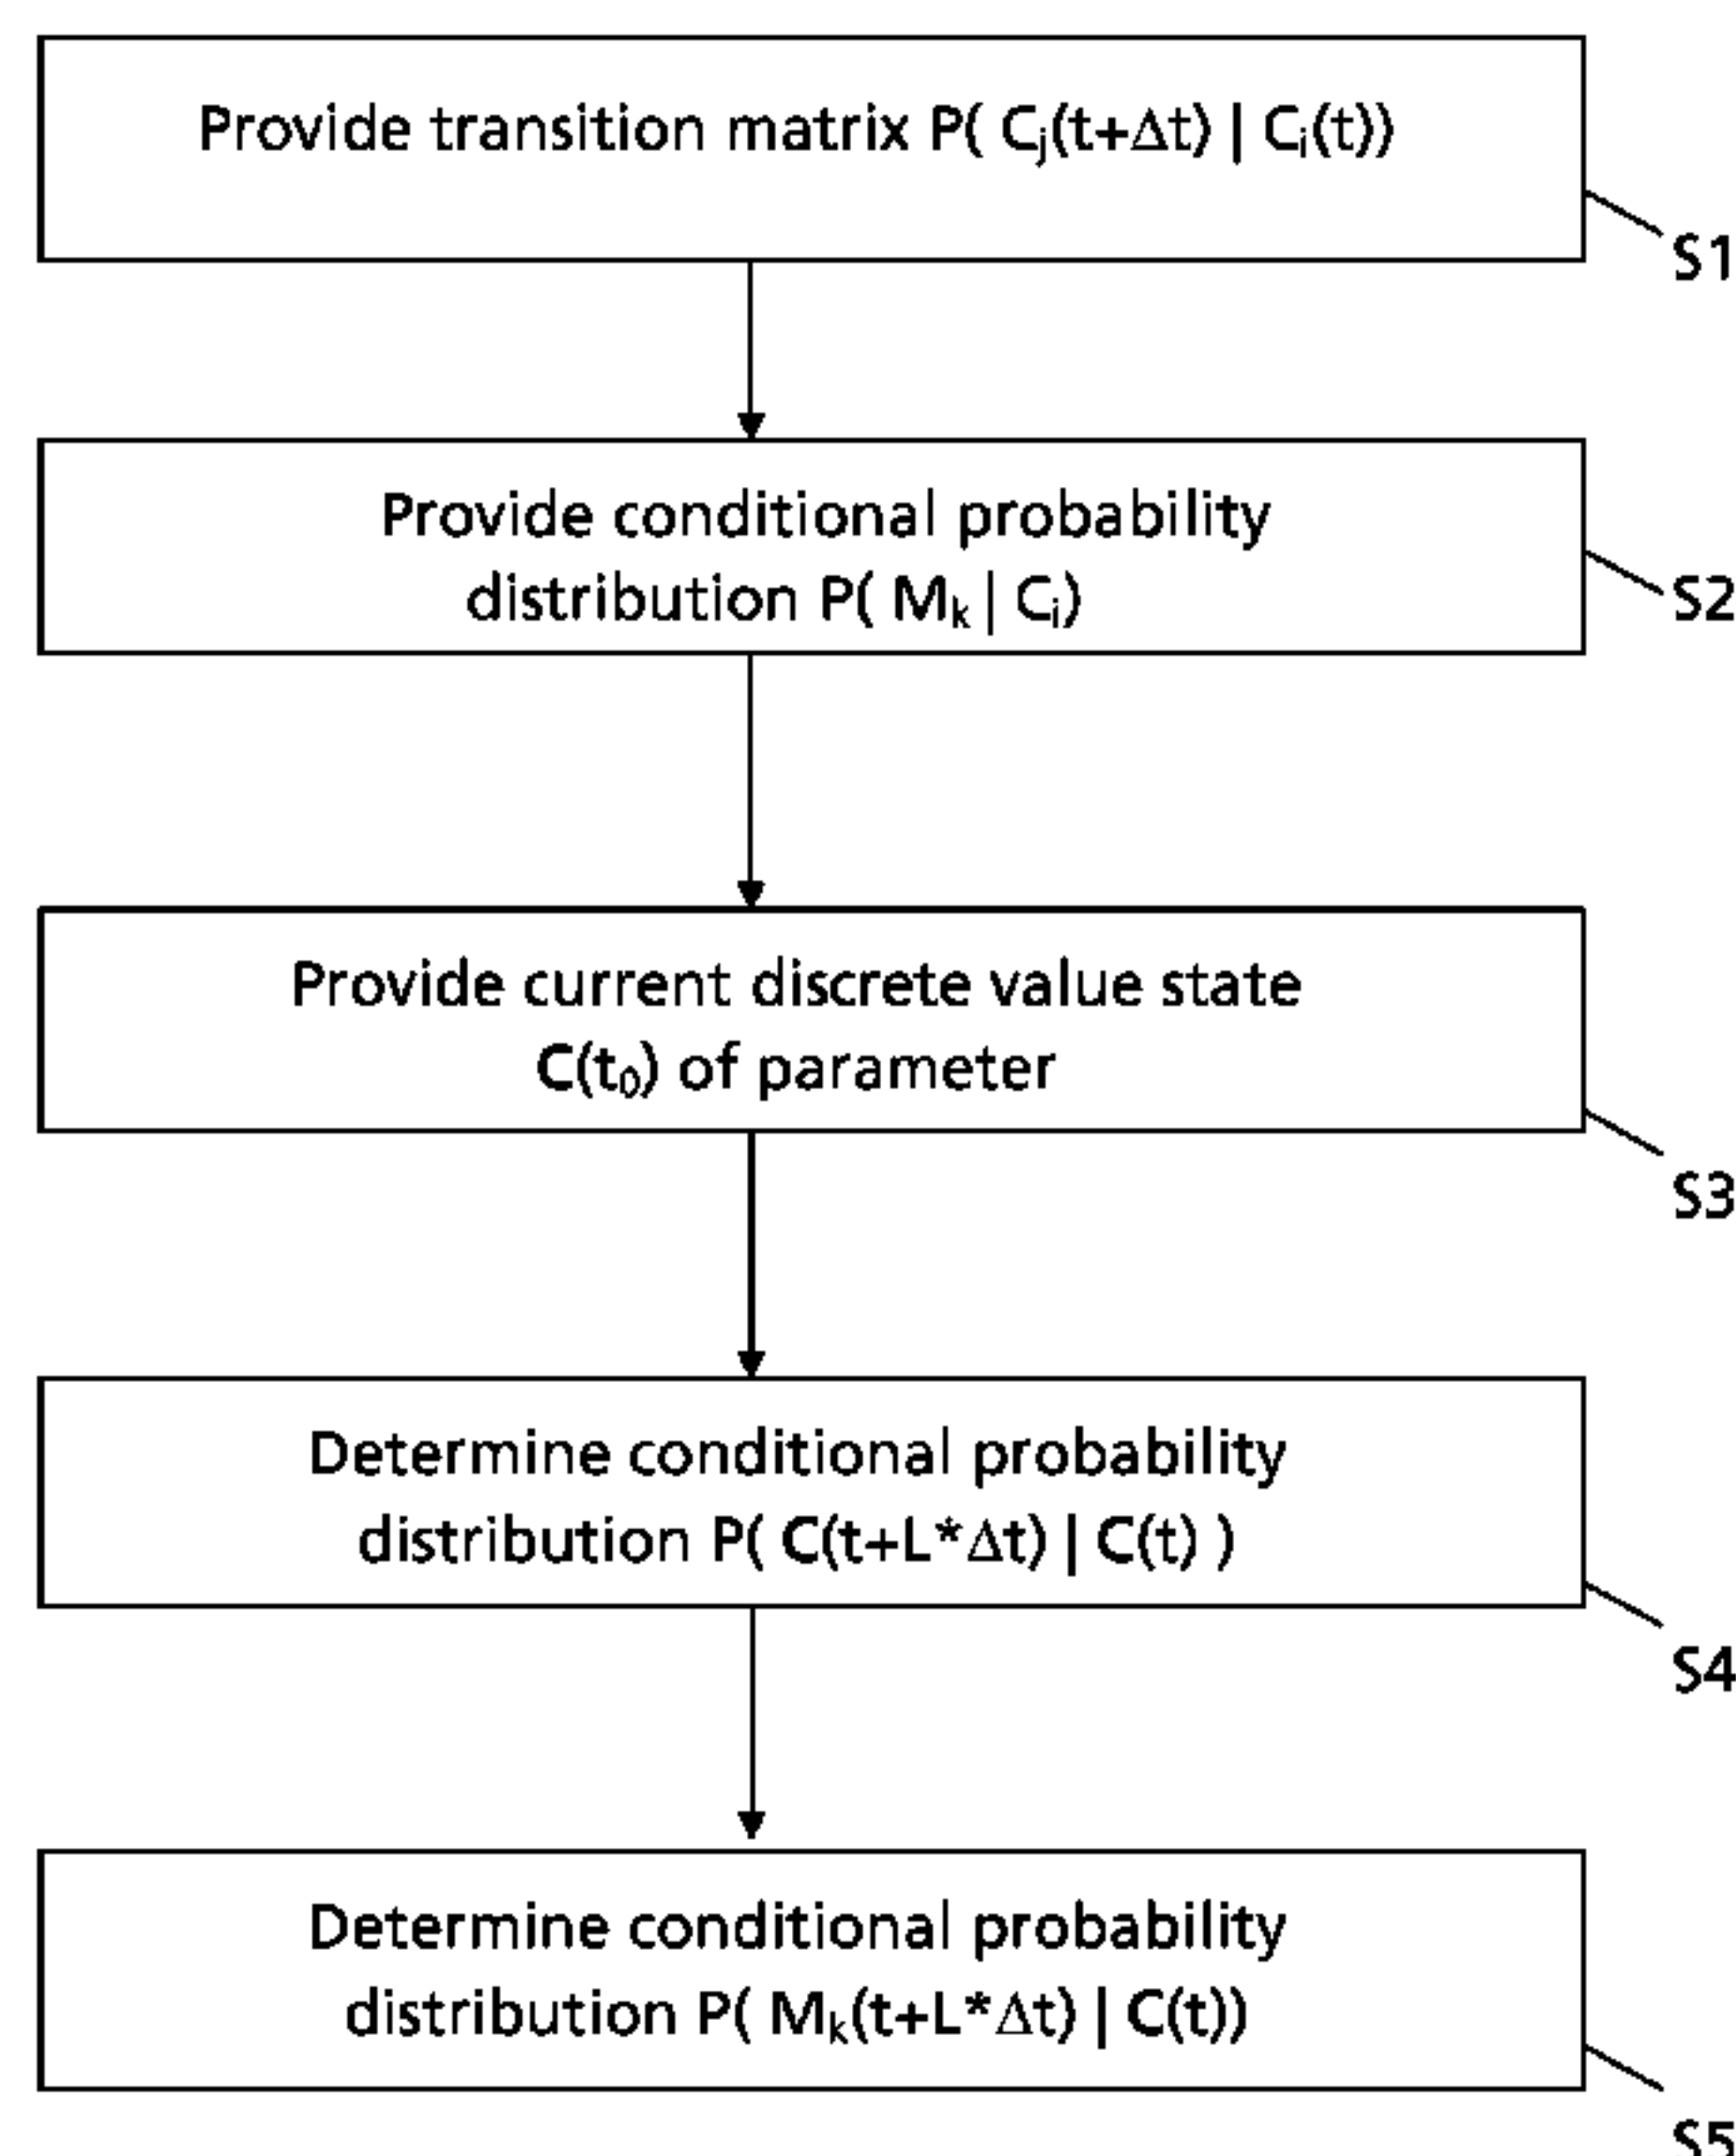 Provide transition matrix P( Cj(t+Δt) | Ci(t))
S1
Provide conditional probability
distribution P( Mk | Ci)
S2
Provide current discrete value state
C(t0) of parameter
S3
Determine conditional probability
distribution P( C(t+L*Δt) | C(t) )
S4
Determine conditional probability
distribution P( Mk(t+L*Δt) | C(t))
S5